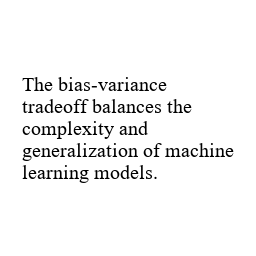 The bias-variance
tradeoff balances the
complexity and
generalization of machine
learning models.